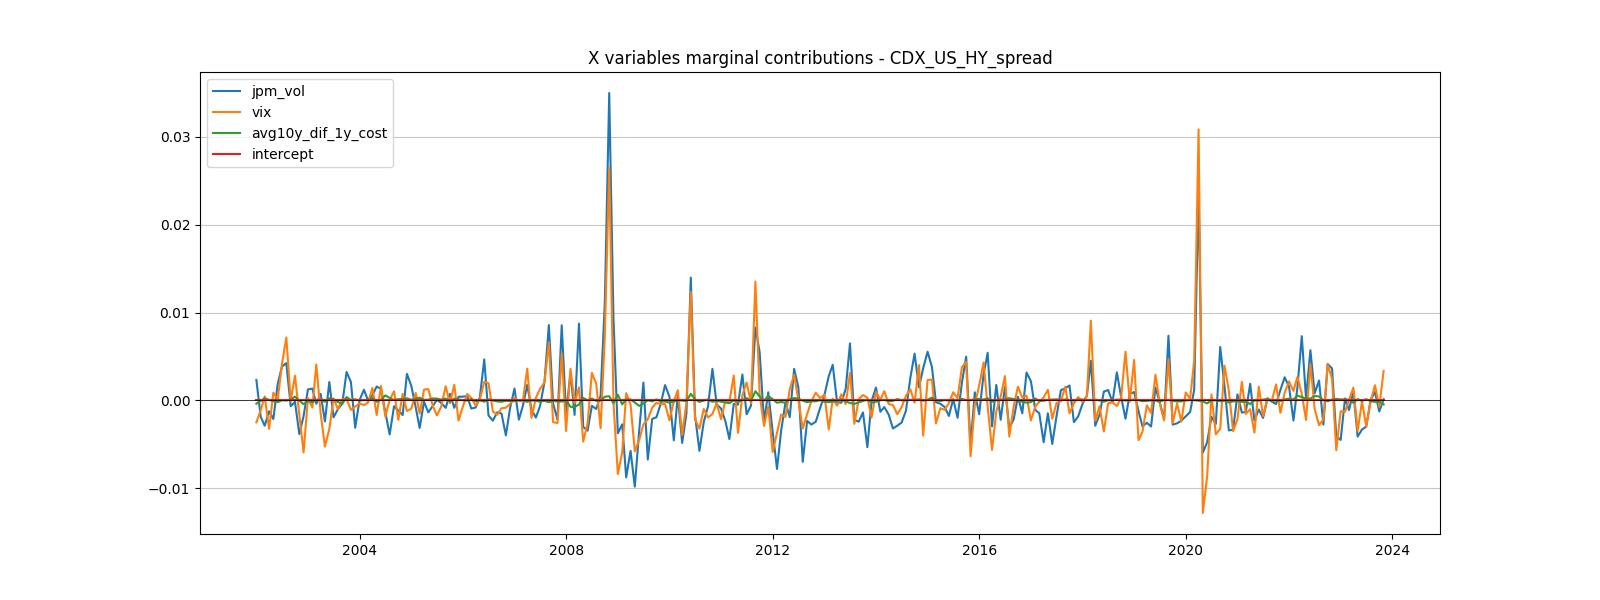 X variables marginal contributions - CDX_US_HY_spread
jpm_vol
vix
avg10y_dif_1y_cost
intercept
0.03
0.02
0.01
0.00
−0.01
2004
2008
2012
2016
2020
2024